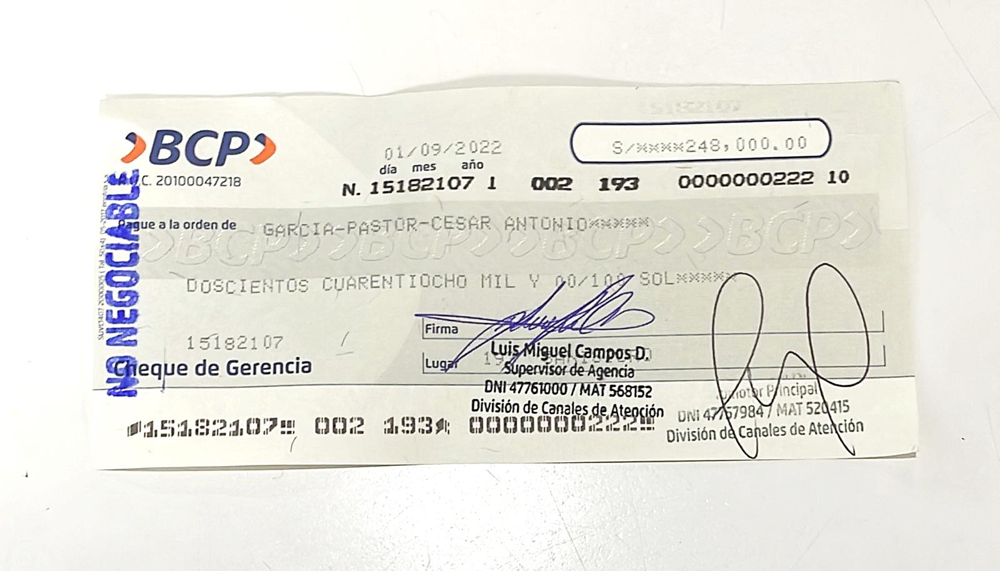 BCP
01/09/2022
S/****248,000.00
día mes año
R.U.C. 20100047218
N. 15182107 1 002 193 0000000222 10
Pague a la orden de GARCIA-PASTOR-CESAR ANTONIO*****
DOSCIENTOS CUARENTIOCHO MIL Y 00/100 SOL*****
NO NEGOCIABLE
Firma
15182107
Luis Miguel Campos D.
Cheque de Gerencia
Lugar
Supervisor de Agencia
DNI 47761000 / MAT 568152
División de Canales de Atención
Promotor Principal
DNI 47757984 / MAT 520415
División de Canales de Atención
15182107 002 193 0000000222